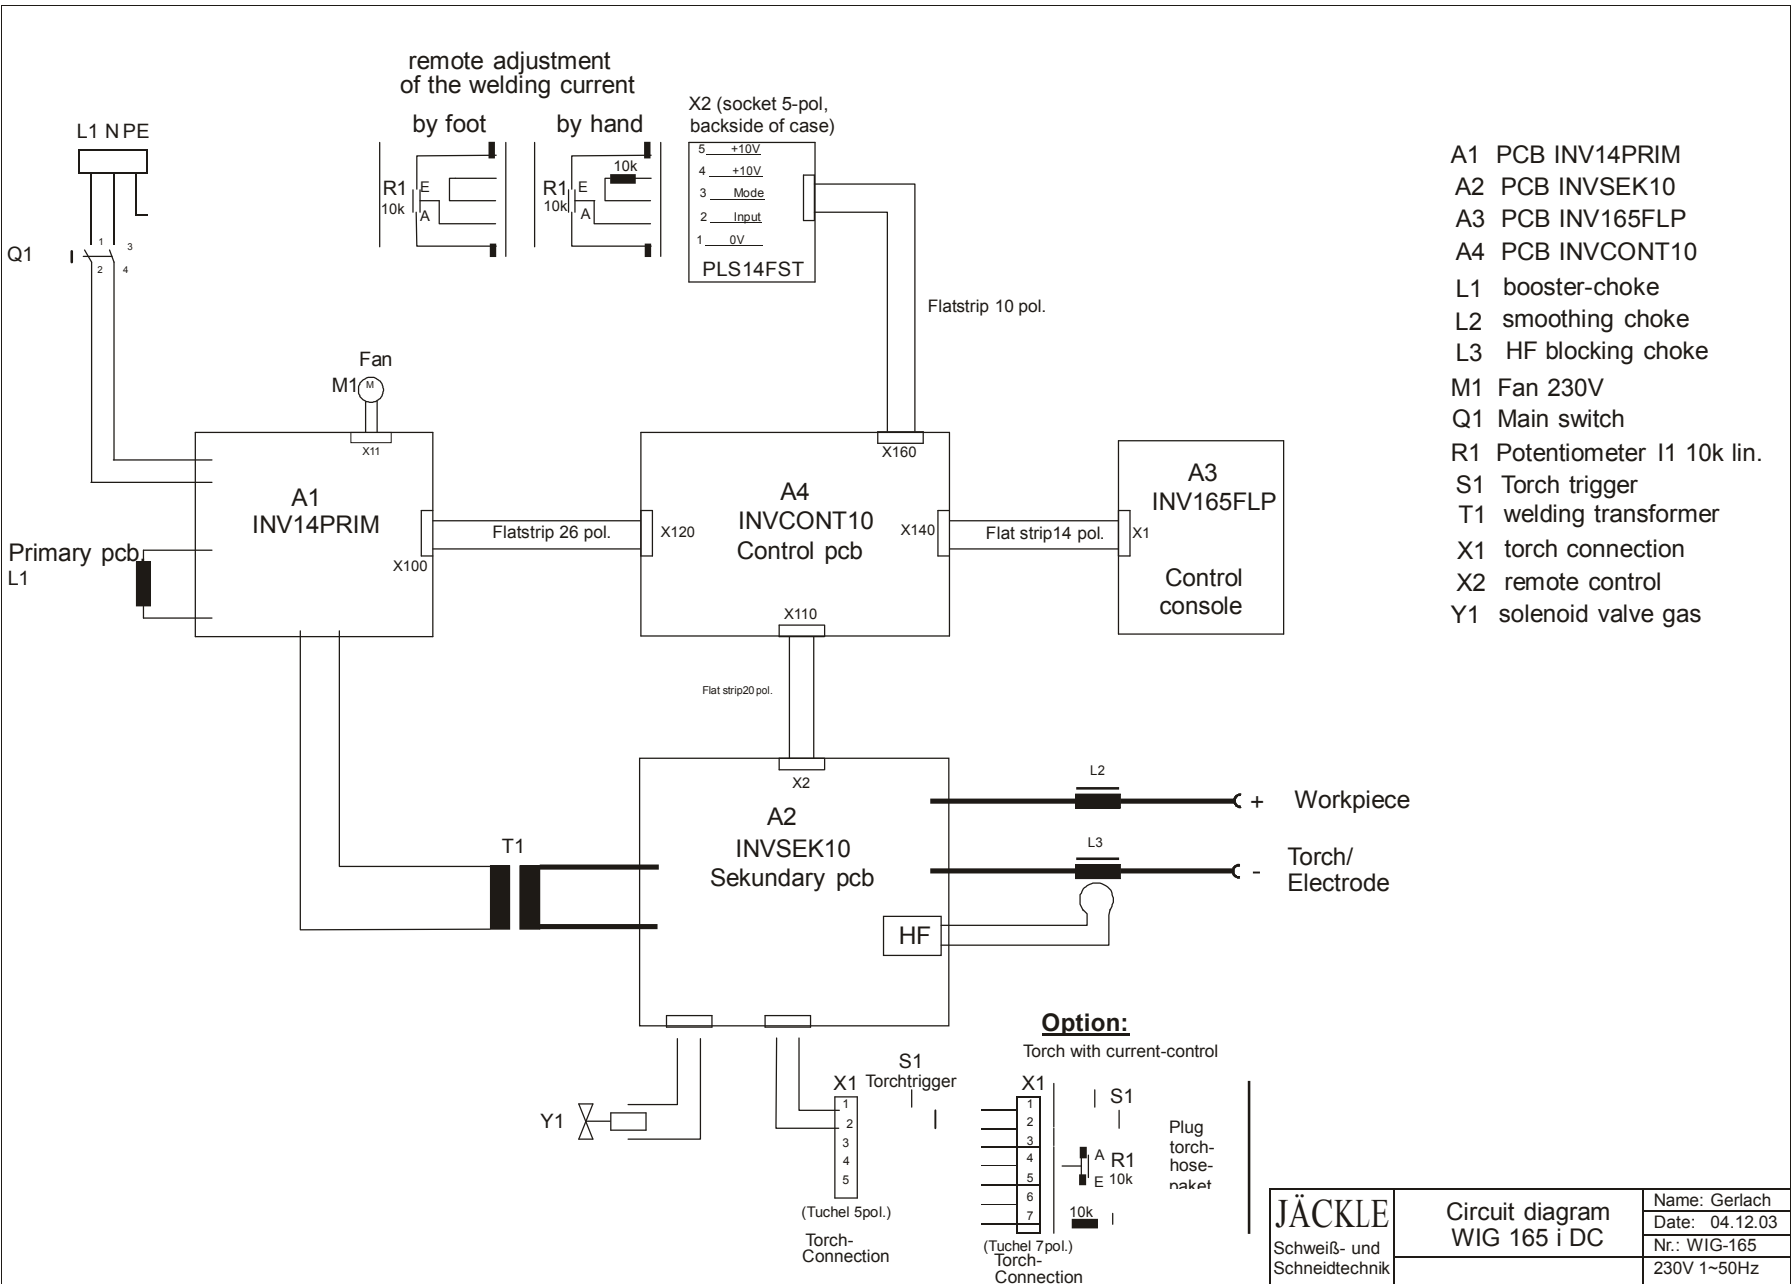 remote adjustment
of the welding current
by foot
by hand
R1
10k
E
A
R1
10k
E
A
10k
X2 (socket 5-pol,
backside of case)
5 +10V
4 +10V
3 Mode
2 Input
1 0V
PLS14FST
Flatstrip 10 pol.
L1 N PE
Q1
1
3
2
4
Fan
M1
M
X11
A1
INV14PRIM
X100
Primary pcb
L1
Flatstrip 26 pol.
X160
A4
INVCONT10
Control pcb
X120
X140
X110
Flat strip14 pol.
A3
INV165FLP
X1
Control
console
Flat strip20pol.
X2
A2
INVSEK10
Sekundary pcb
T1
L2
+ Workpiece
L3
- Torch/
Electrode
HF
Y1
S1
Torchtrigger
X1
1
2
3
4
5
(Tuchel 5pol.)
Torch-
Connection
Option:
Torch with current-control
X1
1
2
3
4
5
6
7
S1
A
R1
E
10k
10k
Plug
torch-
hose-
paket
(Tuchel 7pol.)
Torch-
Connection
A1 PCB INV14PRIM
A2 PCB INVSEK10
A3 PCB INV165FLP
A4 PCB INVCONT10
L1 booster-choke
L2 smoothing choke
L3 HF blocking choke
M1 Fan 230V
Q1 Main switch
R1 Potentiometer I1 10k lin.
S1 Torch trigger
T1 welding transformer
X1 torch connection
X2 remote control
Y1 solenoid valve gas
JÄCKLE
Schweiß- und
Schneidtechnik
Circuit diagram
WIG 165 i DC
Name: Gerlach
Date: 04.12.03
Nr.: WIG-165
230V 1~50Hz